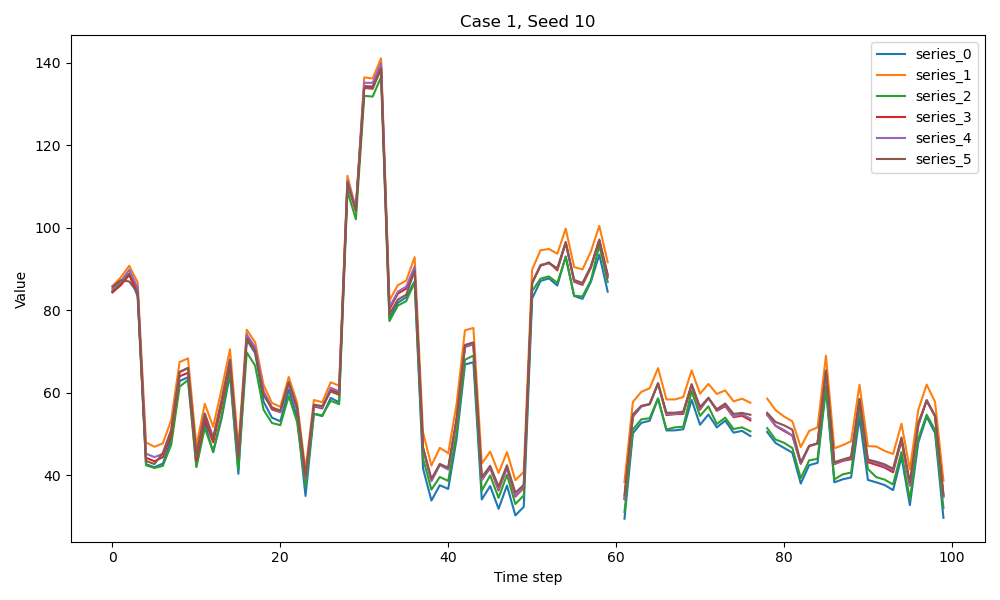 Case 1, Seed 10
Value
140
120
100
80
60
40
0
20
40
60
80
100
Time step
series_0
series_1
series_2
series_3
series_4
series_5